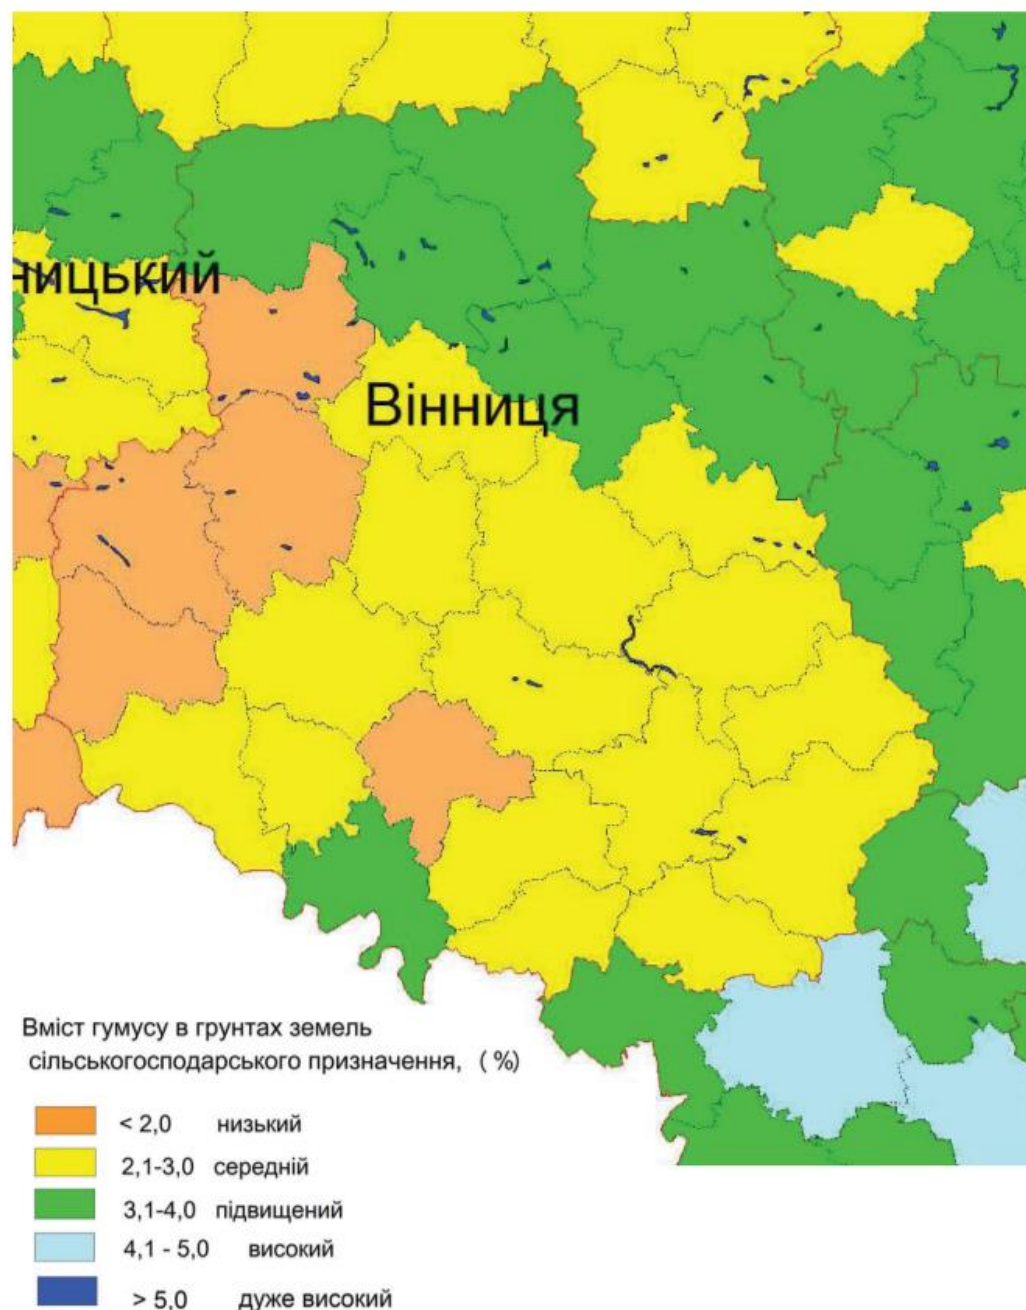 ницький
Вінниця
Вміст гумусу в грунтах земель
сільськогосподарського призначення, ( %)
< 2,0 низький
2,1-3,0 середній
3,1-4,0 підвищений
4,1 - 5,0 високий
> 5,0 дуже високий